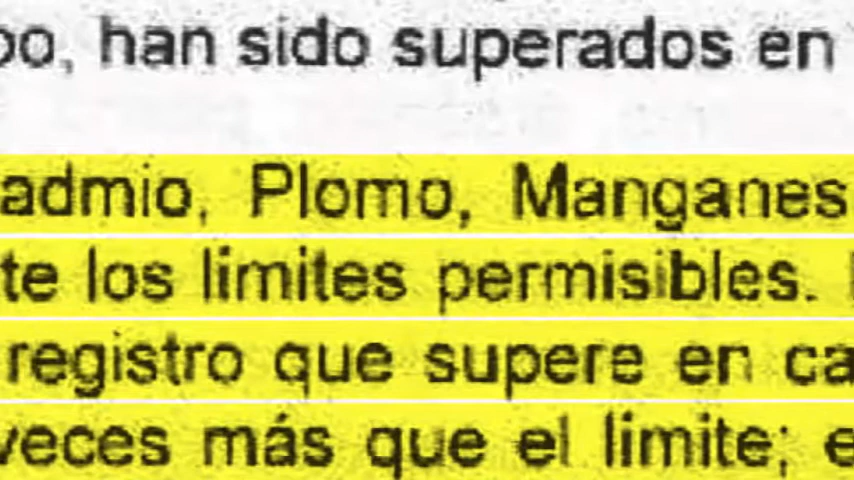 po, han sido superados en
admio, Plomo, Manganes
te los limites permisibles.
registro que supere en ca
veces más que el limite; e